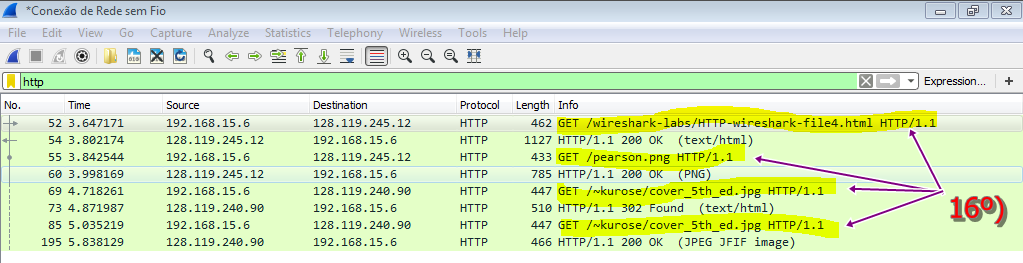 *Conexão de Rede sem Fio
File Edit View Go Capture Analyze Statistics Telephony Wireless Tools Help
http Expression... +
No. Time Source Destination Protocol Length Info
52 3.647171 192.168.15.6 128.119.245.12 HTTP 462 GET /wireshark-labs/HTTP-wireshark-file4.html HTTP/1.1
54 3.802174 128.119.245.12 192.168.15.6 HTTP 1127 HTTP/1.1 200 OK (text/html)
55 3.842544 192.168.15.6 128.119.245.12 HTTP 433 GET /pearson.png HTTP/1.1
60 3.998169 128.119.245.12 192.168.15.6 HTTP 785 HTTP/1.1 200 OK (PNG)
69 4.718261 192.168.15.6 128.119.240.90 HTTP 447 GET /~kurose/cover_5th_ed.jpg HTTP/1.1
73 4.871987 128.119.240.90 192.168.15.6 HTTP 510 HTTP/1.1 302 Found (text/html)
85 5.035219 192.168.15.6 128.119.240.90 HTTP 447 GET /~kurose/cover_5th_ed.jpg HTTP/1.1
195 5.838129 128.119.240.90 192.168.15.6 HTTP 466 HTTP/1.1 200 OK (JPEG JFIF image)
16º)